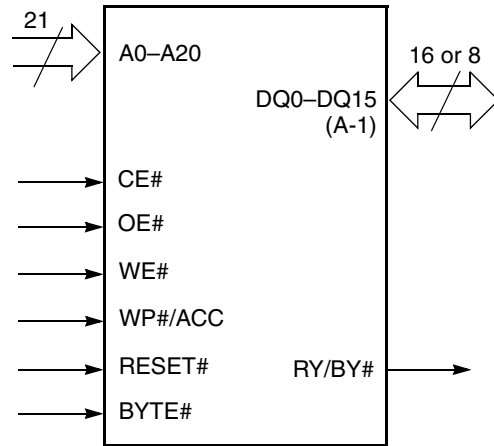 21
A0–A20
16 or 8
DQ0–DQ15
(A-1)
CE#
OE#
WE#
WP#/ACC
RESET#
RY/BY#
BYTE#